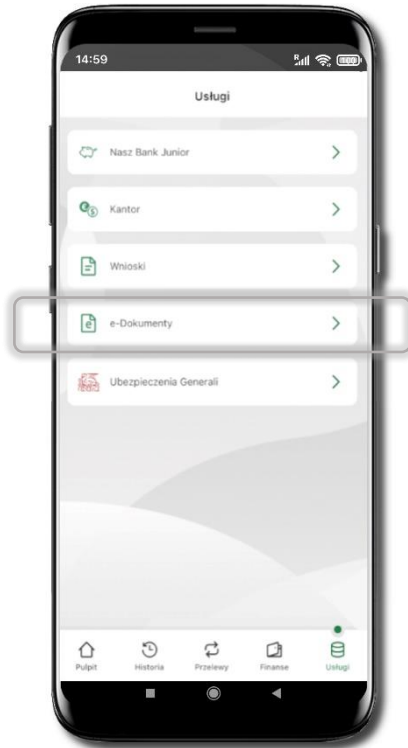 14:59
Usługi
Nasz Bank Junior
Kantor
Wnioski
e-Dokumenty
Ubezpieczenia Generali
Pulpit
Historia
Przelewy
Finanse
Usługi